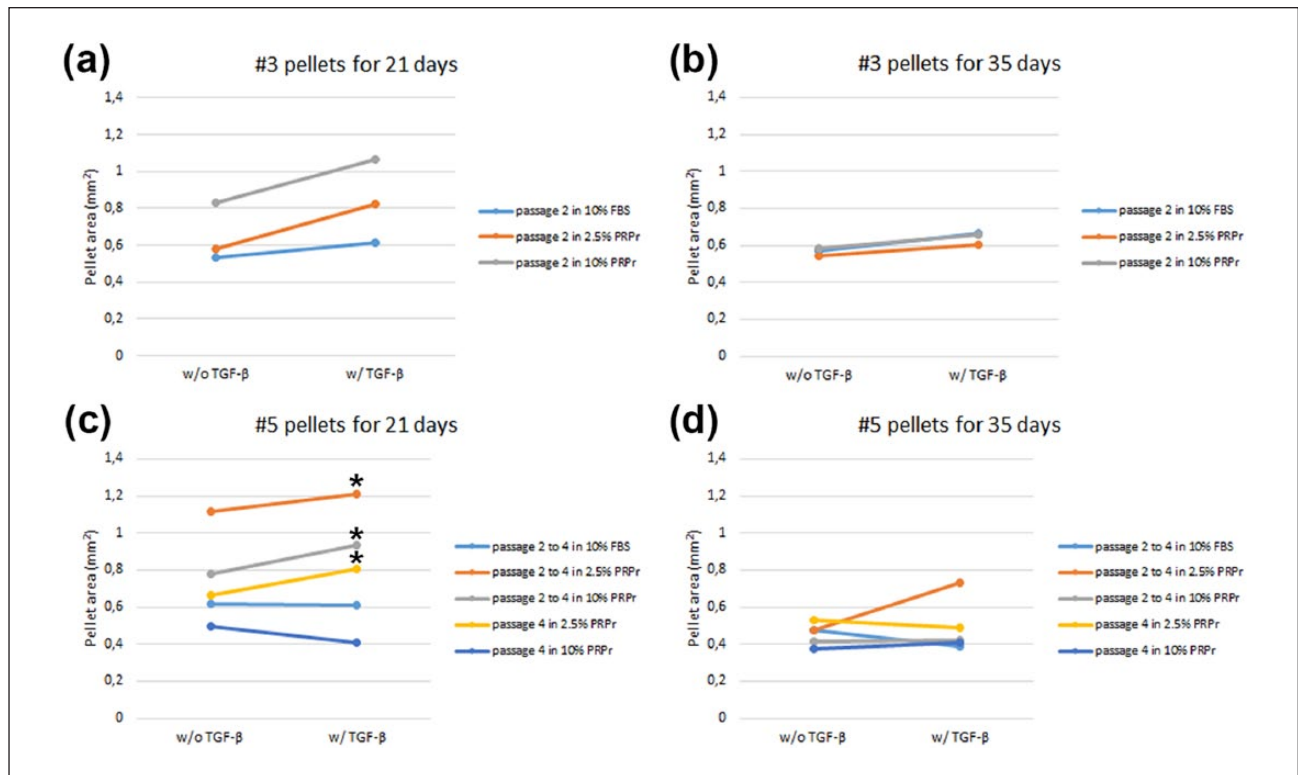 (a)
#3 pellets for 21 days
Pellet area (mm²)
1,4
1,2
1
0,8
0,6
0,4
0,2
0
w/o TGF-β
w/ TGF-β
passage 2 in 10% FBS
passage 2 in 2.5% PRPr
passage 2 in 10% PRPr
(b)
#3 pellets for 35 days
Pellet area (mm²)
1,4
1,2
1
0,8
0,6
0,4
0,2
0
w/o TGF-β
w/ TGF-β
passage 2 in 10% FBS
passage 2 in 2.5% PRPr
passage 2 in 10% PRPr
(c)
#5 pellets for 21 days
Pellet area (mm²)
1,4
1,2
1
0,8
0,6
0,4
0,2
0
*
*
*
w/o TGF-β
w/ TGF-β
passage 2 to 4 in 10% FBS
passage 2 to 4 in 2.5% PRPr
passage 2 to 4 in 10% PRPr
passage 4 in 2.5% PRPr
passage 4 in 10% PRPr
(d)
#5 pellets for 35 days
Pellet area (mm²)
1,4
1,2
1
0,8
0,6
0,4
0,2
0
w/o TGF-β
w/ TGF-β
passage 2 to 4 in 10% FBS
passage 2 to 4 in 2.5% PRPr
passage 2 to 4 in 10% PRPr
passage 4 in 2.5% PRPr
passage 4 in 10% PRPr